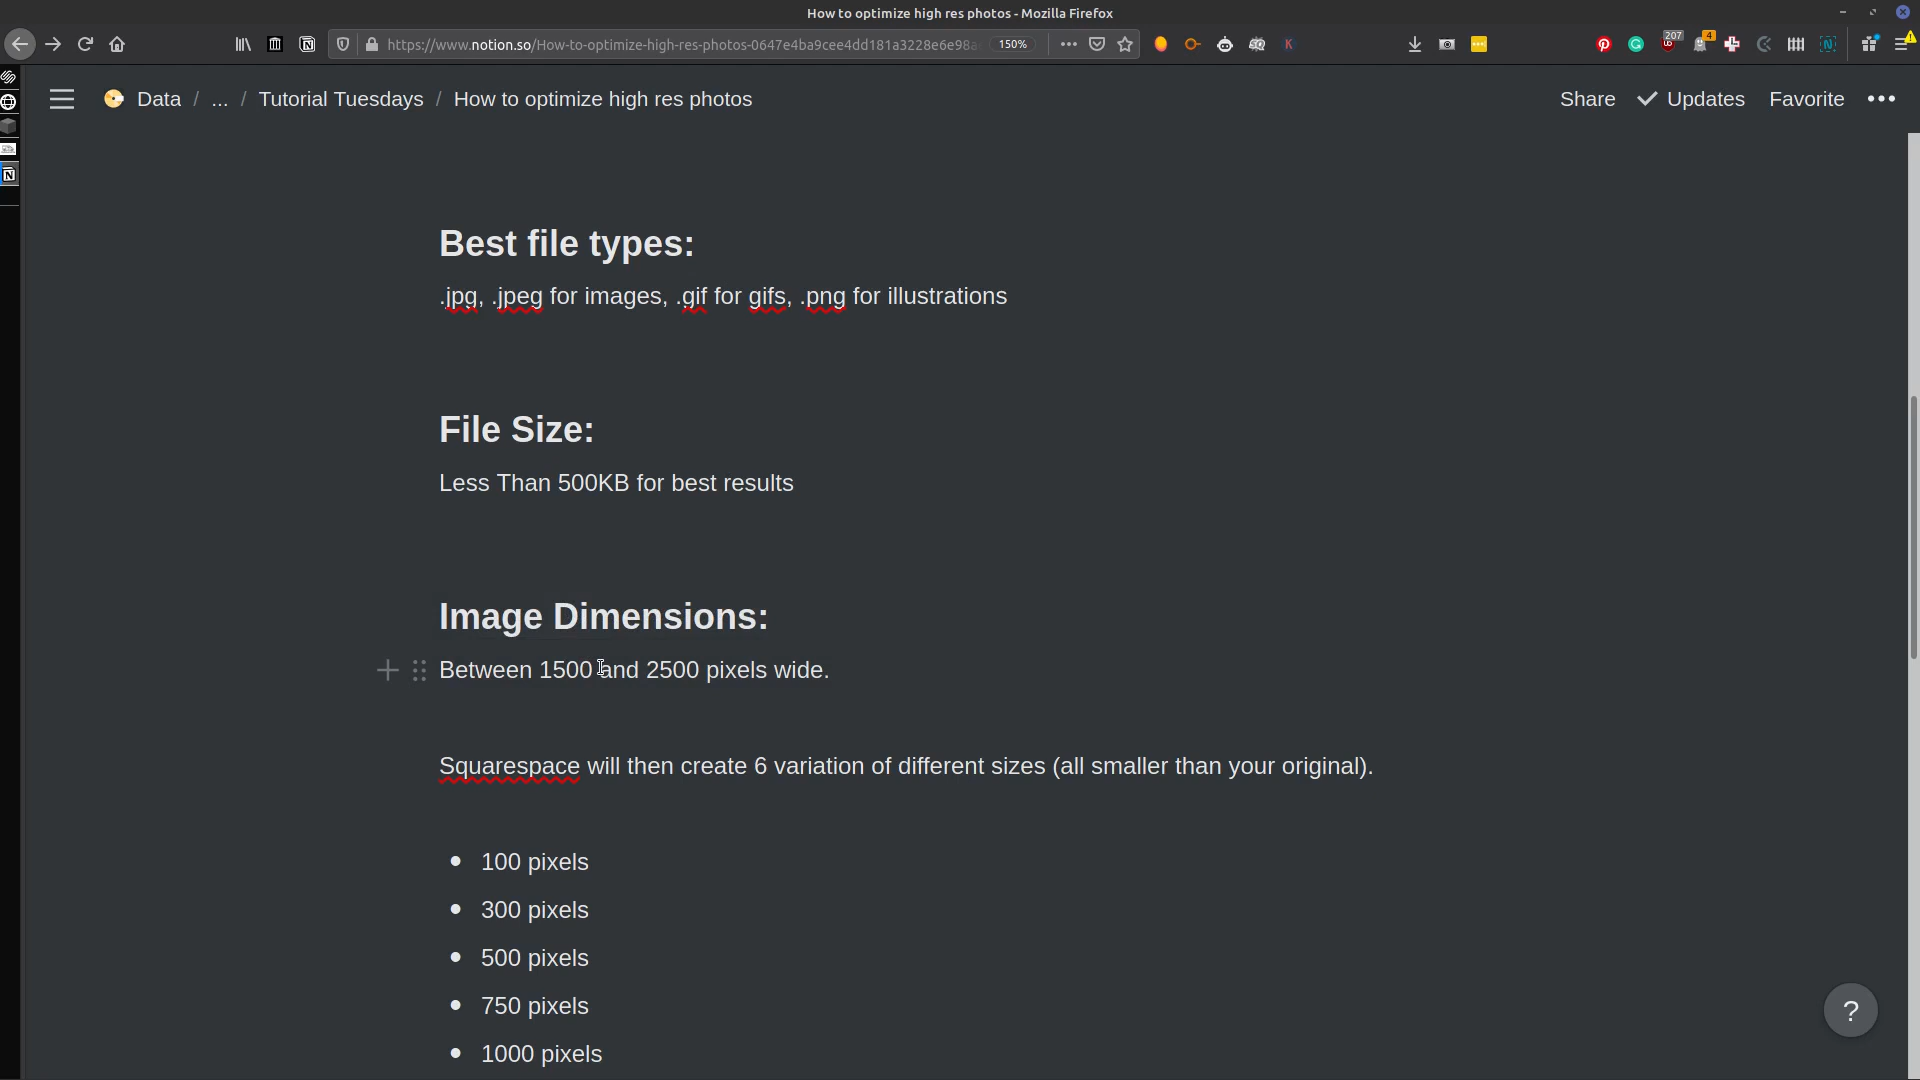 How to optimize high res photos - Mozilla Firefox
https://www.notion.so/How-to-optimize-high-res-photos-0647e4ba9cee4dd181a3228e6e98a
150%
207
4
Data / ... / Tutorial Tuesdays / How to optimize high res photos
Share Updates Favorite
Best file types:
.jpg, .jpeg for images, .gif for gifs, .png for illustrations
File Size:
Less Than 500KB for best results
Image Dimensions:
Between 1500 and 2500 pixels wide.
Squarespace will then create 6 variation of different sizes (all smaller than your original).
100 pixels
300 pixels
500 pixels
750 pixels
1000 pixels
?